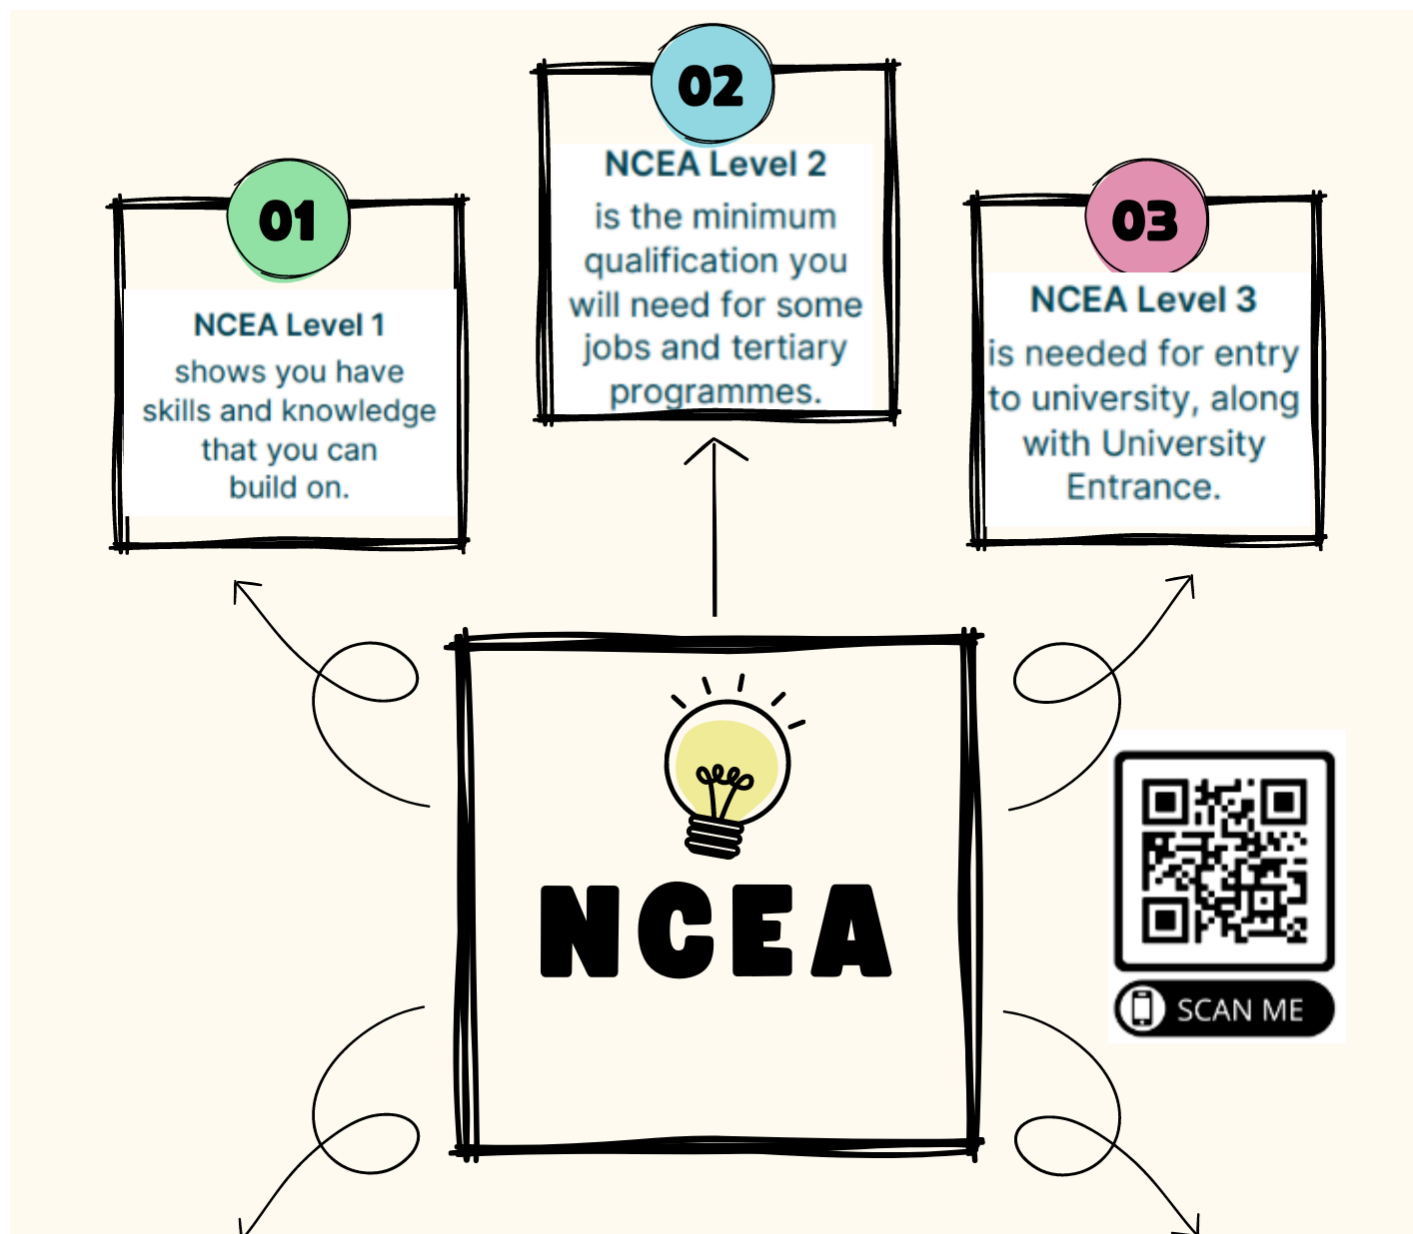 01
NCEA Level 1
shows you have
skills and knowledge
that you can
build on.
02
NCEA Level 2
is the minimum
qualification you
will need for some
jobs and tertiary
programmes.
03
NCEA Level 3
is needed for entry
to university, along
with University
Entrance.
NCEA
SCAN ME